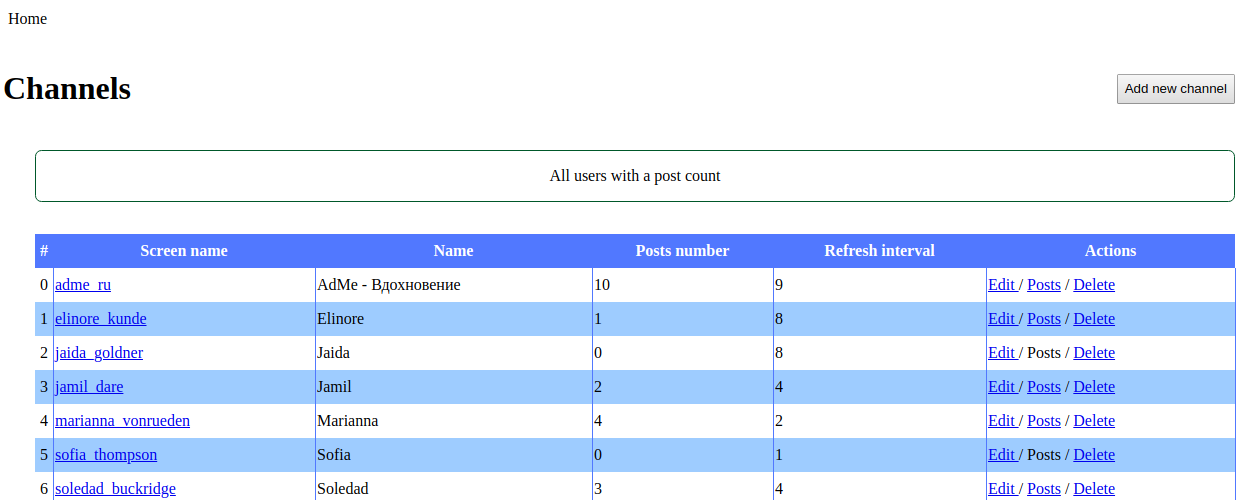 Home
Channels
Add new channel
All users with a post count
# Screen name Name Posts number Refresh interval Actions
0 adme_ru AdMe - Вдохновение 10 9 Edit / Posts / Delete
1 elinore_kunde Elinore 1 8 Edit / Posts / Delete
2 jaida_goldner Jaida 0 8 Edit / Posts / Delete
3 jamil_dare Jamil 2 4 Edit / Posts / Delete
4 marianna_vonrueden Marianna 4 2 Edit / Posts / Delete
5 sofia_thompson Sofia 0 1 Edit / Posts / Delete
6 soledad_buckridge Soledad 3 4 Edit / Posts / Delete